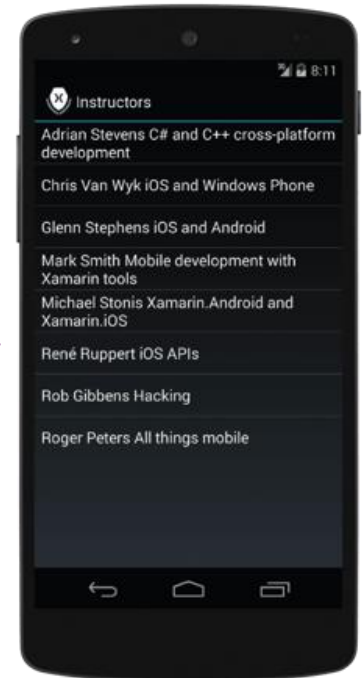 8:11
Instructors
Adrian Stevens C# and C++ cross-platform
development
Chris Van Wyk iOS and Windows Phone
Glenn Stephens iOS and Android
Mark Smith Mobile development with
Xamarin tools
Michael Stonis Xamarin.Android and
Xamarin.iOS
René Ruppert iOS APIs
Rob Gibbens Hacking
Roger Peters All things mobile